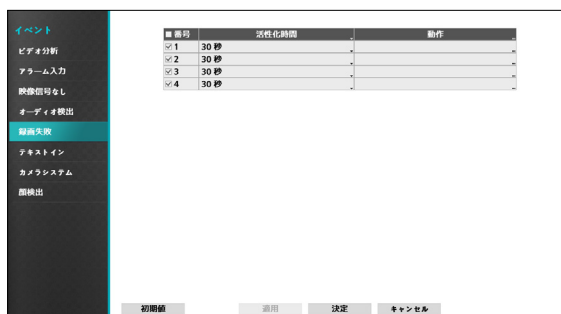 イベント
ビデオ分析
アラーム入力
映像信号なし
オーディオ検出
録画失敗
テキストイン
カメラシステム
顔検出
番号 活性化時間 動作
1 30 秒
2 30 秒
3 30 秒
4 30 秒
初期値 適用 決定 キャンセル